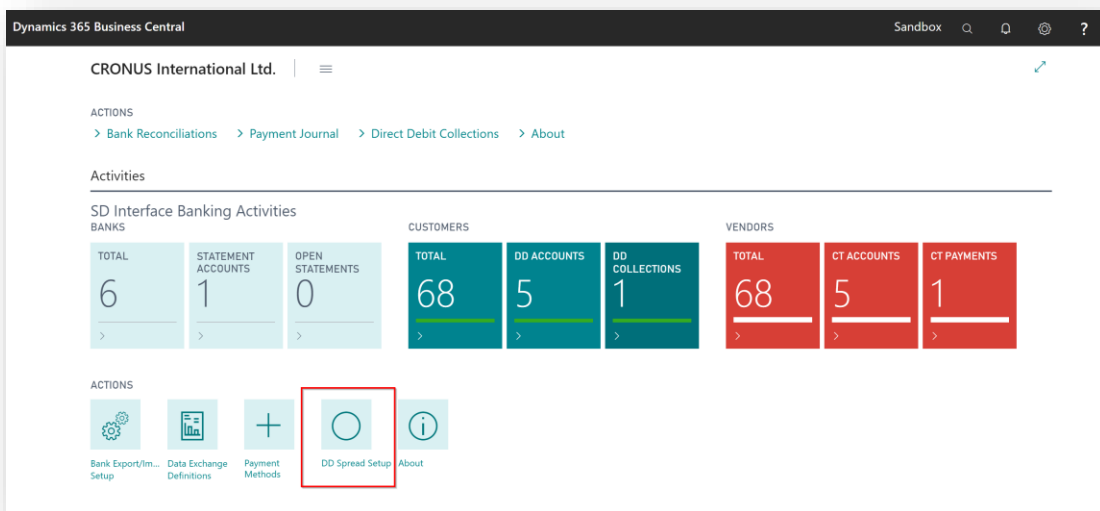 Dynamics 365 Business Central
Sandbox
?
CRONUS International Ltd.
ACTIONS
> Bank Reconciliations > Payment Journal > Direct Debit Collections > About
Activities
SD Interface Banking Activities
BANKS
CUSTOMERS
VENDORS
TOTAL
6
STATEMENT
ACCOUNTS
1
OPEN
STATEMENTS
0
TOTAL
68
DD ACCOUNTS
5
DD
COLLECTIONS
1
TOTAL
68
CT ACCOUNTS
5
CT PAYMENTS
1
ACTIONS
Bank Export/Im...
Setup
Data Exchange
Definitions
Payment
Methods
DD Spread Setup
About